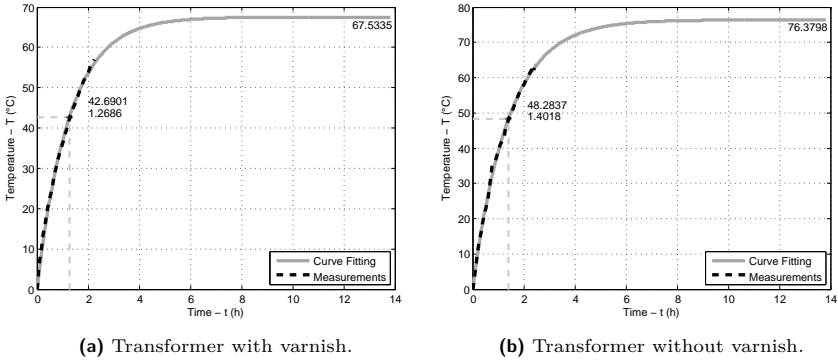 70
60
50
40
30
20
10
0
Temperature – T (°C)
67.5335
42.6901
1.2686
Curve Fitting
Measurements
0 2 4 6 8 10 12 14
Time – t (h)
(a) Transformer with varnish.
80
70
60
50
40
30
20
10
0
Temperature – T (°C)
76.3798
48.2837
1.4018
Curve Fitting
Measurements
0 2 4 6 8 10 12 14
Time – t (h)
(b) Transformer without varnish.